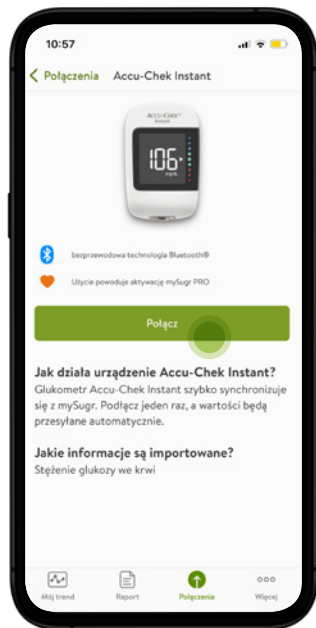 10:57
Połączenia Accu-Chek Instant
ACCU-CHEK®
Instant
106
mg/dL
bezprzewodowa technologia Bluetooth®
Użycie powoduje aktywację mySugr PRO
Połącz
Jak działa urządzenie Accu-Chek Instant?
Glukometr Accu-Chek Instant szybko synchronizuje
się z mySugr. Podłącz jeden raz, a wartości będą
przesyłane automatycznie.
Jakie informacje są importowane?
Stężenie glukozy we krwi
Mój trend Raport Połączenia Więcej